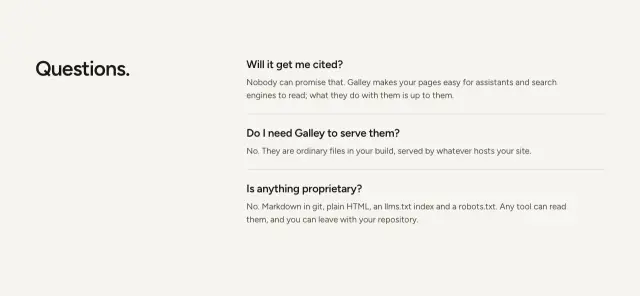 Questions.
Will it get me cited?
Nobody can promise that. Galley makes your pages easy for assistants and search
engines to read; what they do with them is up to them.
Do I need Galley to serve them?
No. They are ordinary files in your build, served by whatever hosts your site.
Is anything proprietary?
No. Markdown in git, plain HTML, an llms.txt index and a robots.txt. Any tool can read
them, and you can leave with your repository.